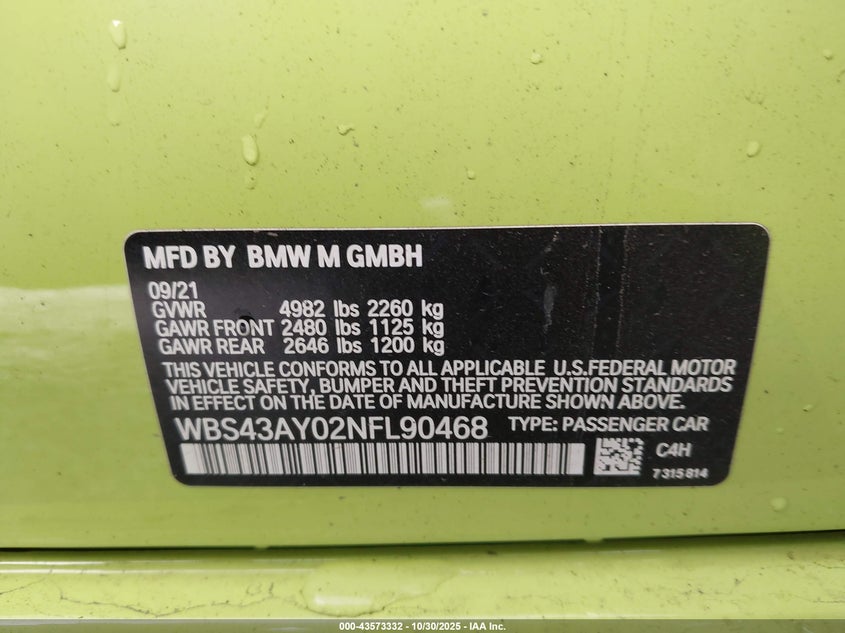 MFD BY BMW M GMBH
09/21
GVWR 4982 lbs 2260 kg
GAWR FRONT 2480 lbs 1125 kg
GAWR REAR 2646 lbs 1200 kg
THIS VEHICLE CONFORMS TO ALL APPLICABLE U.S.FEDERAL MOTOR
VEHICLE SAFETY, BUMPER AND THEFT PREVENTION STANDARDS
IN EFFECT ON THE DATE OF MANUFACTURE SHOWN ABOVE.
WBS43AY02NFL90468 TYPE: PASSENGER CAR
C4H
7315814
000-43573332 - 10/30/2025 - IAA Inc.